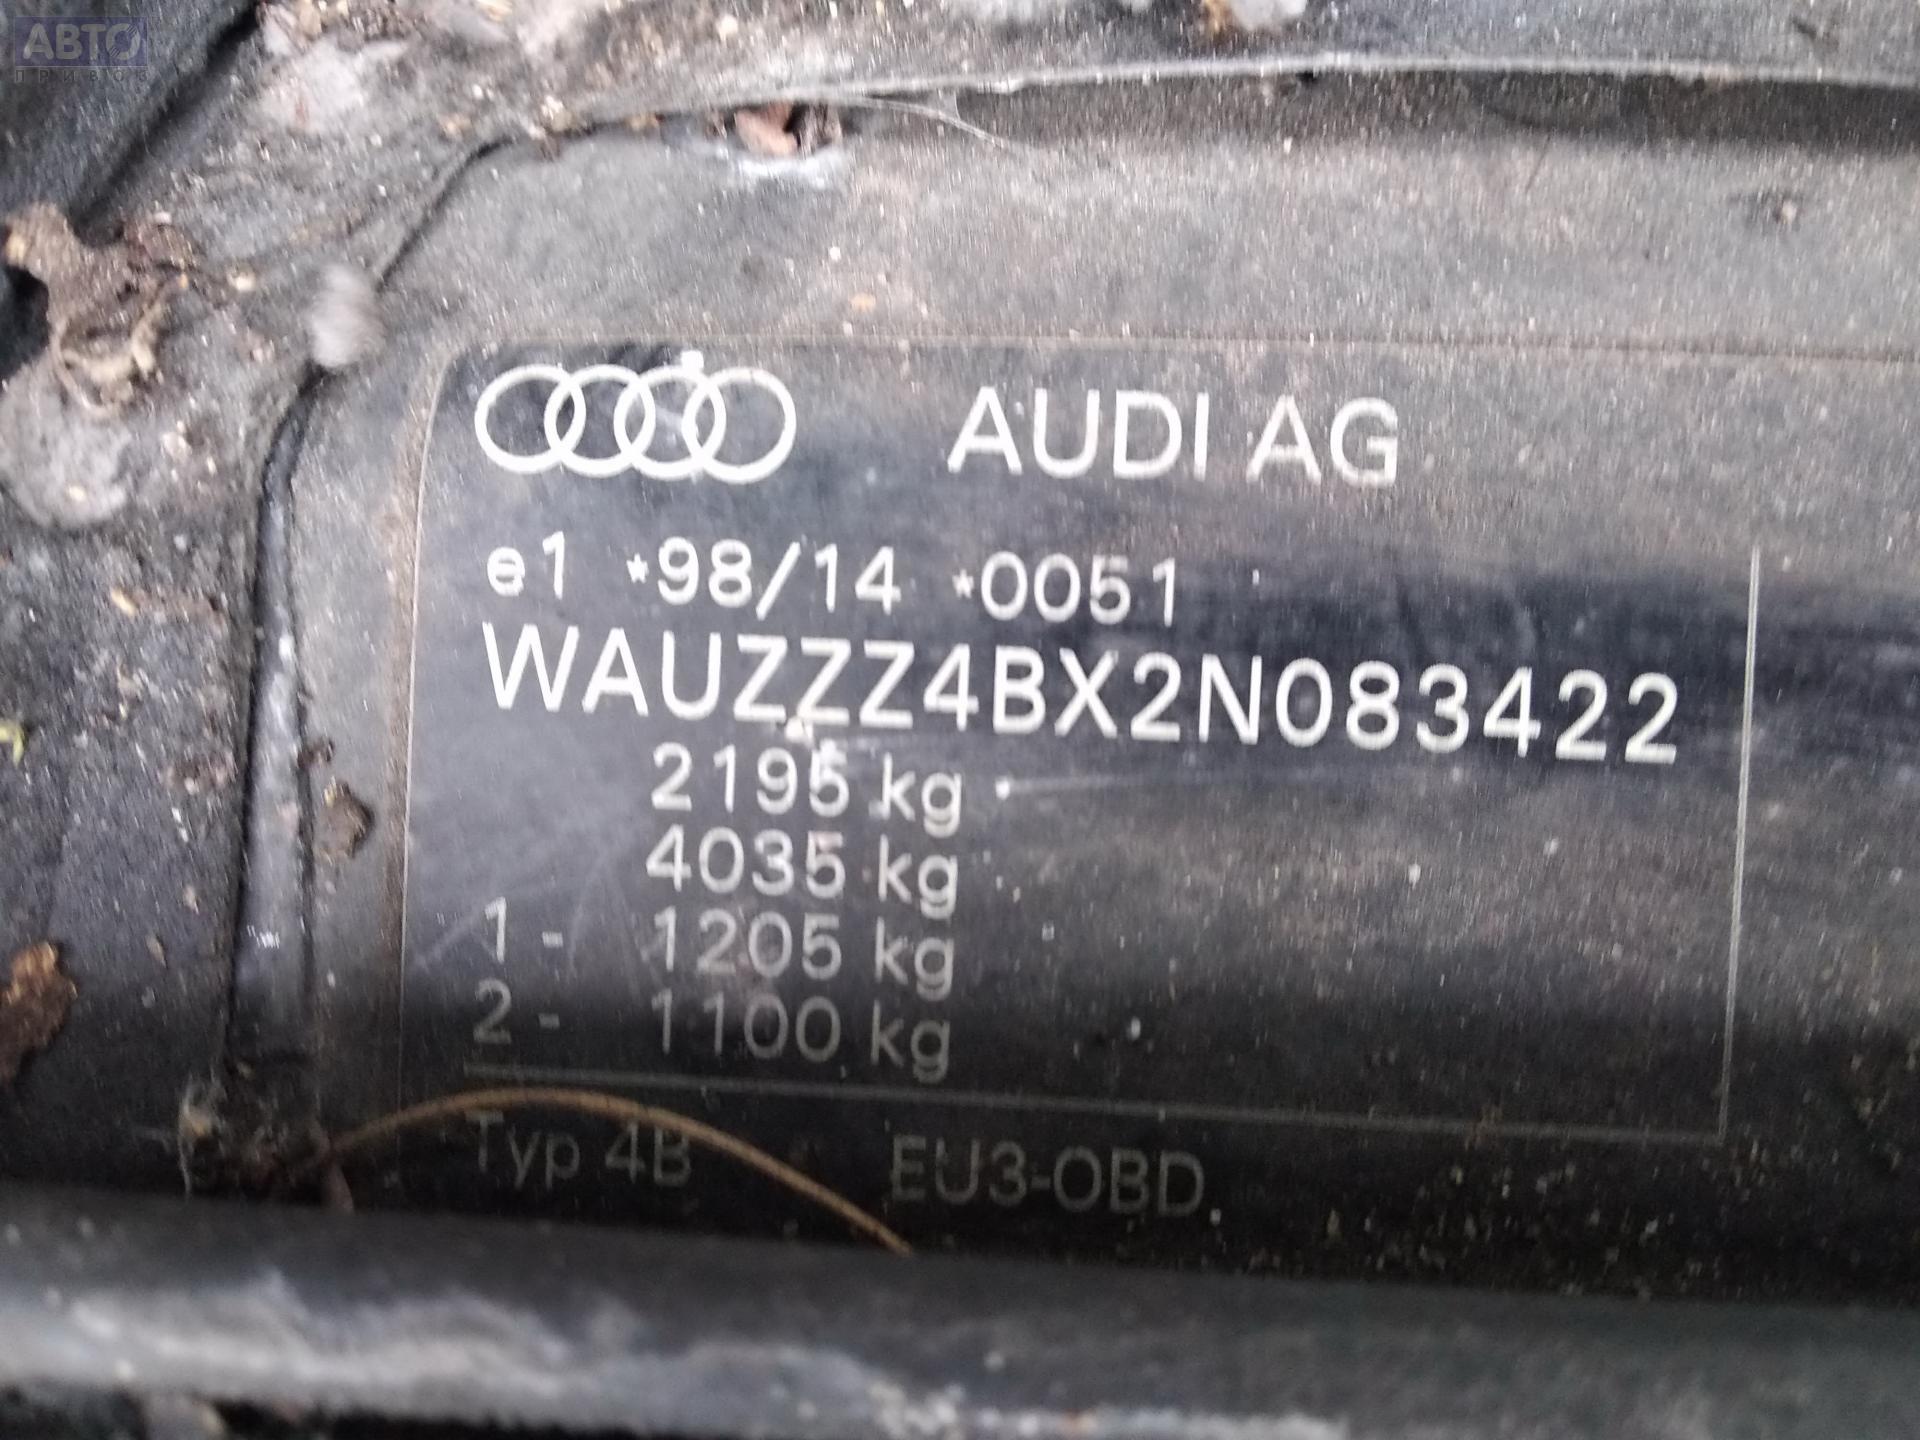 АВТО
ПРИВОЗ
AUDI AG
e1 *98/14 *0051
WAUZZZ4BX2N083422
2195 kg
4035 kg
1 - 1205 kg
2 - 1100 kg
Typ 4B EU3-OBD